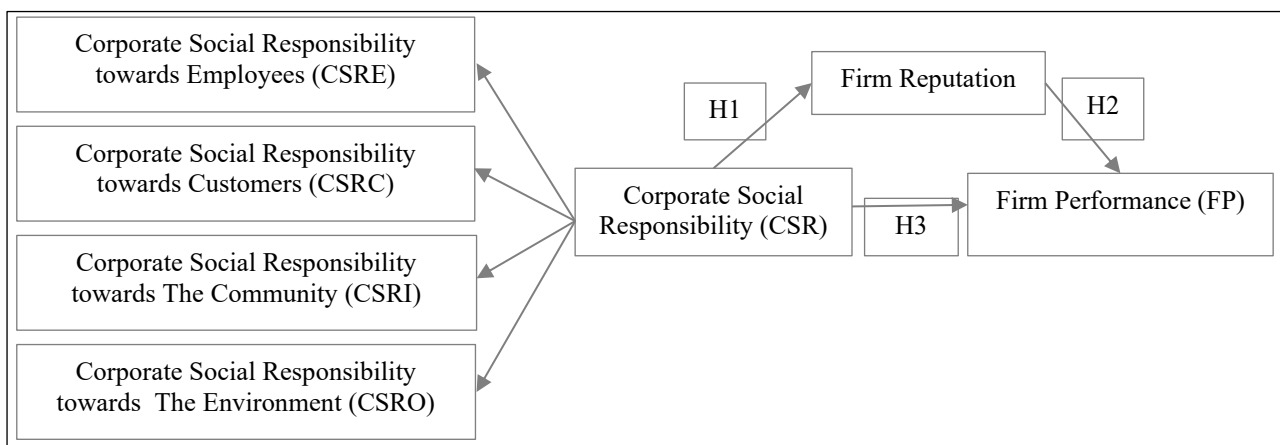 Corporate Social Responsibility
towards Employees (CSRE)
Corporate Social Responsibility
towards Customers (CSRC)
Corporate Social Responsibility
towards The Community (CSRI)
Corporate Social Responsibility
towards The Environment (CSRO)
Corporate Social
Responsibility (CSR)
H1
Firm Reputation
H2
H3
Firm Performance (FP)